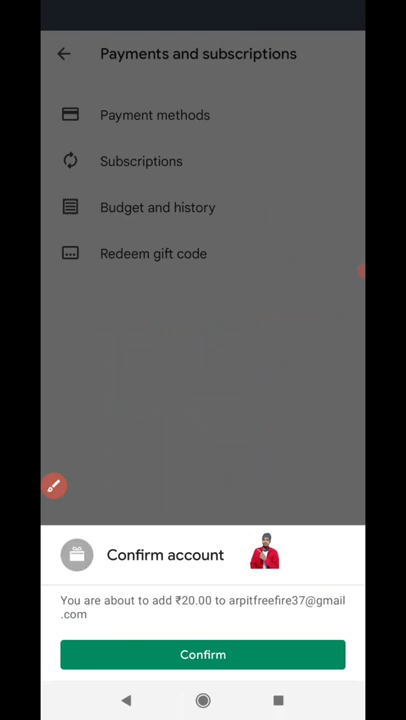 Payments and subscriptions
Payment methods
Subscriptions
Budget and history
Redeem gift code
Confirm account
You are about to add ₹20.00 to arpitfreefire37@gmail
.com
Confirm